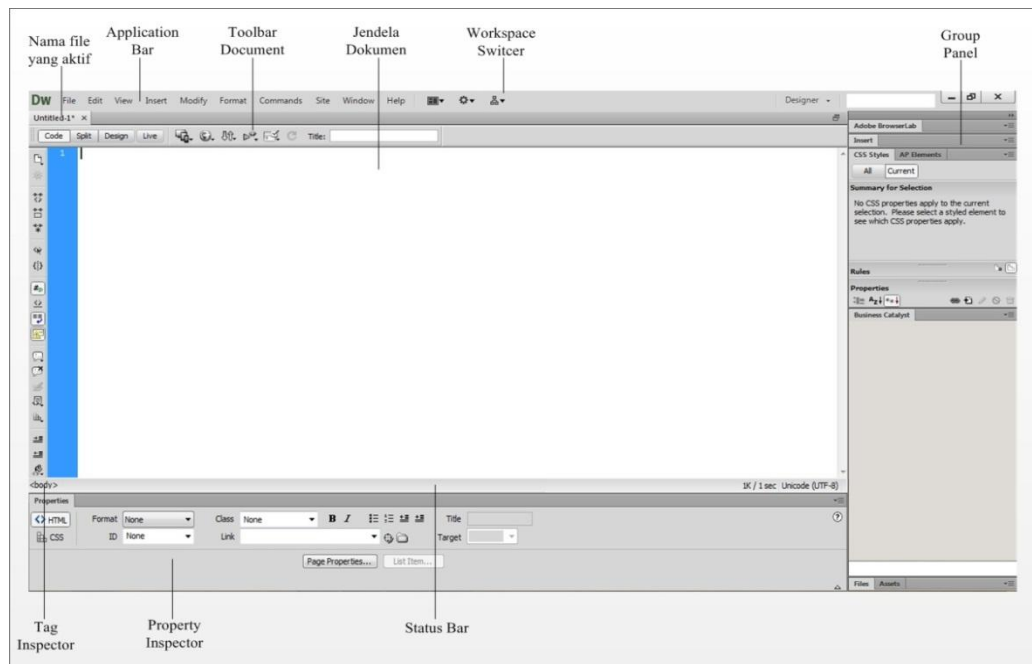 Nama file
yang aktif
Application
Bar
Toolbar
Document
Jendela
Dokumen
Workspace
Switcer
Group
Panel
DW File Edit View Insert Modify Format Commands Site Window Help Designer
Untitled-1* ×
Code Split Design Live Title:
1
Adobe BrowserLab
Insert
CSS Styles AP Elements
All Current
Summary for Selection
No CSS properties apply to the current
selection. Please select a styled element to
see which CSS properties apply.
Rules
Properties
Business Catalyst
<body> 1K / 1 sec Unicode (UTF-8)
Properties
<> HTML Format None Class None B I Title
CSS ID None Link Target
Page Properties... List Item...
Files Assets
Tag
Inspector
Property
Inspector
Status Bar